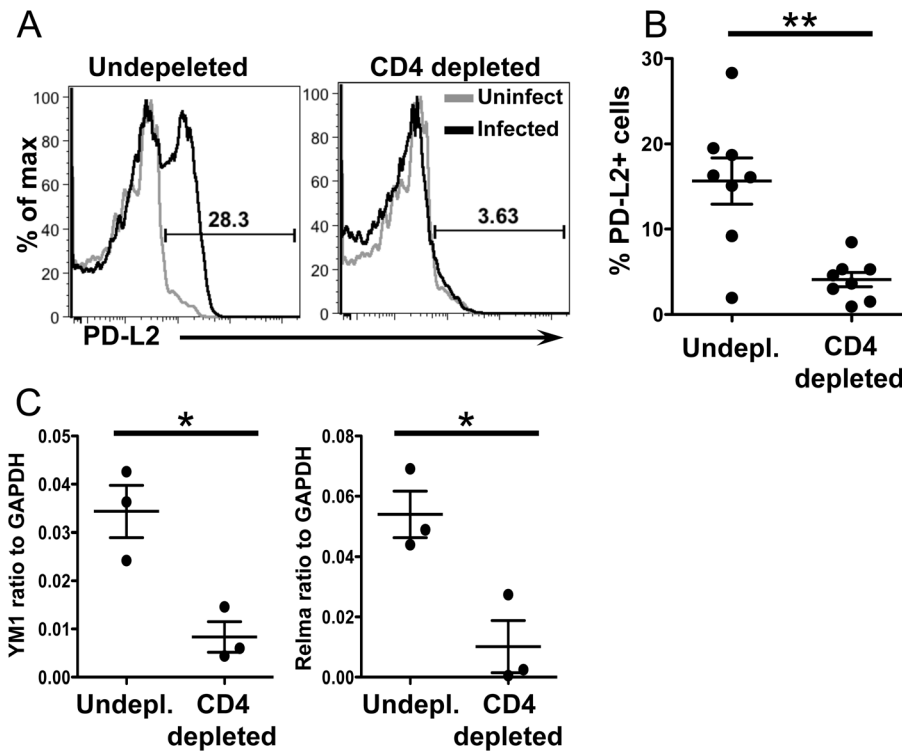 A
Undepeleted
CD4 depleted
Uninfect
Infected
% of max
100
80
60
40
20
0
28.3
100
80
60
40
20
0
3.63
PD-L2
B
**
% PD-L2+ cells
30
20
10
0
Undepl.
CD4
depleted
C
*
YM1 ratio to GAPDH
0.05
0.04
0.03
0.02
0.01
0.00
Undepl.
CD4
depleted
*
Relma ratio to GAPDH
0.08
0.06
0.04
0.02
0.00
Undepl.
CD4
depleted